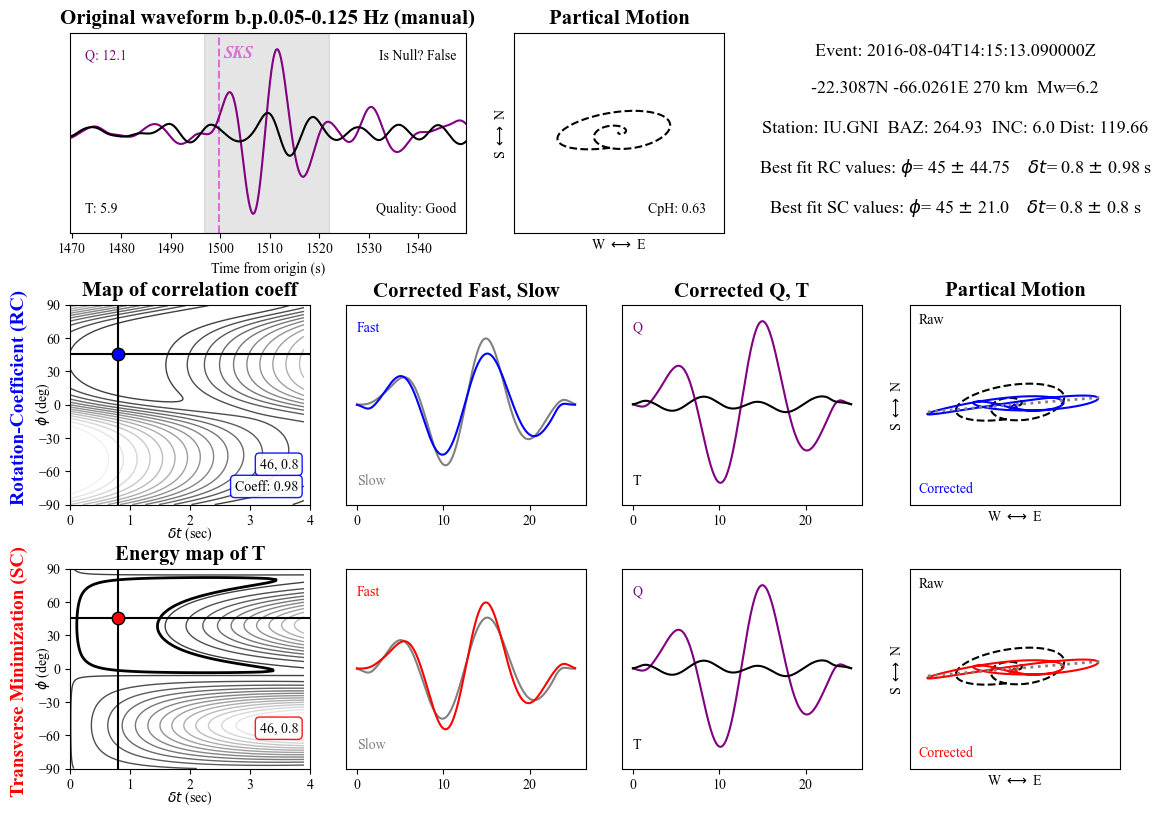 Original waveform b.p.0.05-0.125 Hz (manual)
Q: 12.1
SKS
Is Null? False
T: 5.9
Quality: Good
1470 1480 1490 1500 1510 1520 1530 1540
Time from origin (s)
Partical Motion
S ⟷ N
CpH: 0.63
W ⟷ E
Event: 2016-08-04T14:15:13.090000Z
-22.3087N -66.0261E 270 km Mw=6.2
Station: IU.GNI BAZ: 264.93 INC: 6.0 Dist: 119.66
Best fit RC values: ϕ= 45 ± 44.75 δt= 0.8 ± 0.98 s
Best fit SC values: ϕ= 45 ± 21.0 δt= 0.8 ± 0.8 s
Rotation-Coefficient (RC)
Map of correlation coeff
ϕ (deg)
90
60
30
0
−30
−60
−90
46, 0.8
Coeff: 0.98
0 1 2 3 4
δt (sec)
Corrected Fast, Slow
Fast
Slow
0 10 20
Corrected Q, T
Q
T
0 10 20
Partical Motion
Raw
S ⟷ N
Corrected
W ⟷ E
Transverse Minimization (SC)
Energy map of T
ϕ (deg)
90
60
30
0
−30
−60
−90
46, 0.8
0 1 2 3 4
δt (sec)
Fast
Slow
0 10 20
Q
T
0 10 20
Raw
S ⟷ N
Corrected
W ⟷ E